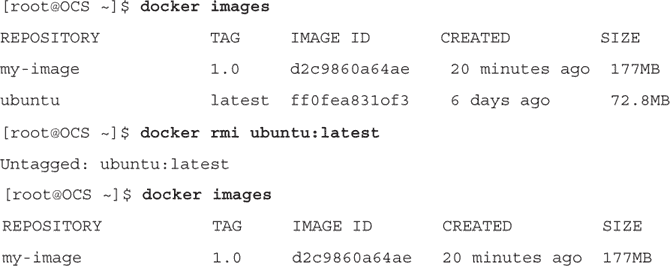 [root@OCS ~]$ docker images
REPOSITORY TAG IMAGE ID CREATED SIZE
my-image 1.0 d2c9860a64ae 20 minutes ago 177MB
ubuntu latest ff0fea831of3 6 days ago 72.8MB
[root@OCS ~]$ docker rmi ubuntu:latest
Untagged: ubuntu:latest
[root@OCS ~]$ docker images
REPOSITORY TAG IMAGE ID CREATED SIZE
my-image 1.0 d2c9860a64ae 20 minutes ago 177MB